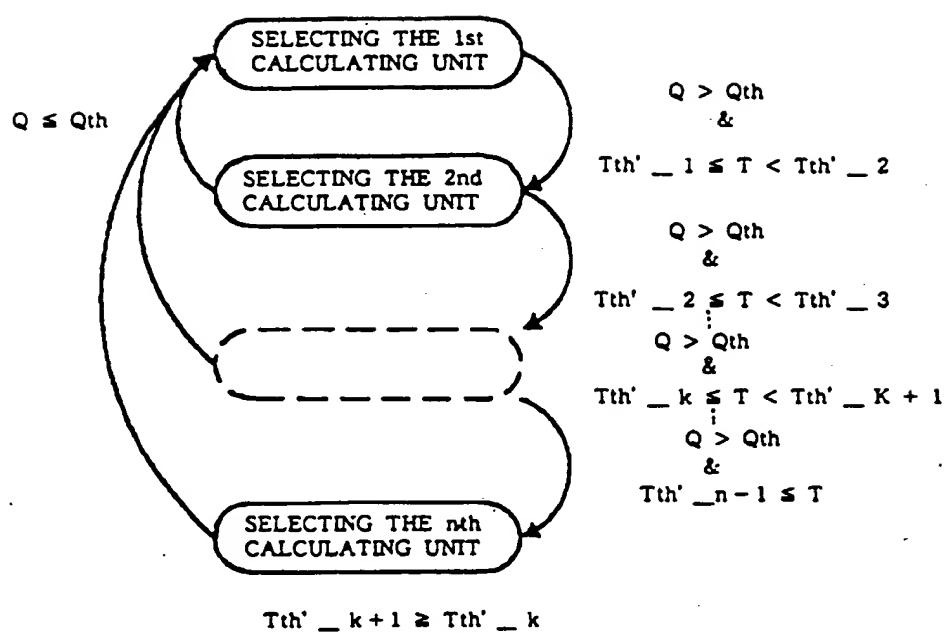 SELECTING THE 1st
CALCULATING UNIT
Q ≦ Qth
Q > Qth
&
Tth' _ 1 ≦ T < Tth' _ 2
SELECTING THE 2nd
CALCULATING UNIT
Q > Qth
&
Tth' _ 2 ≦ T < Tth' _ 3
Q > Qth
&
Tth' _ k ≦ T < Tth' _ K + 1
Q > Qth
&
Tth' _n-1 ≦ T
SELECTING THE nth
CALCULATING UNIT
Tth' _ k+1 ≧ Tth' _ k